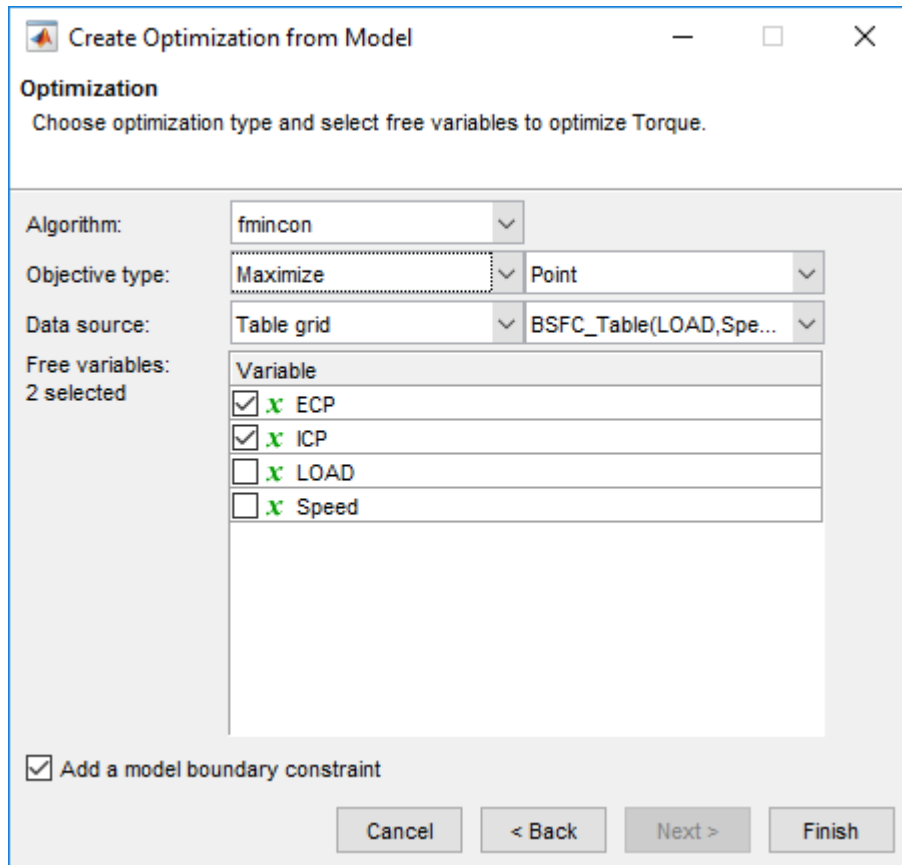 Create Optimization from Model
Optimization
Choose optimization type and select free variables to optimize Torque.
Algorithm: fmincon
Objective type: Maximize Point
Data source: Table grid BSFC_Table(LOAD,Spe...
Free variables: Variable
2 selected
x ECP
x ICP
x LOAD
x Speed
Add a model boundary constraint
Cancel < Back Next > Finish